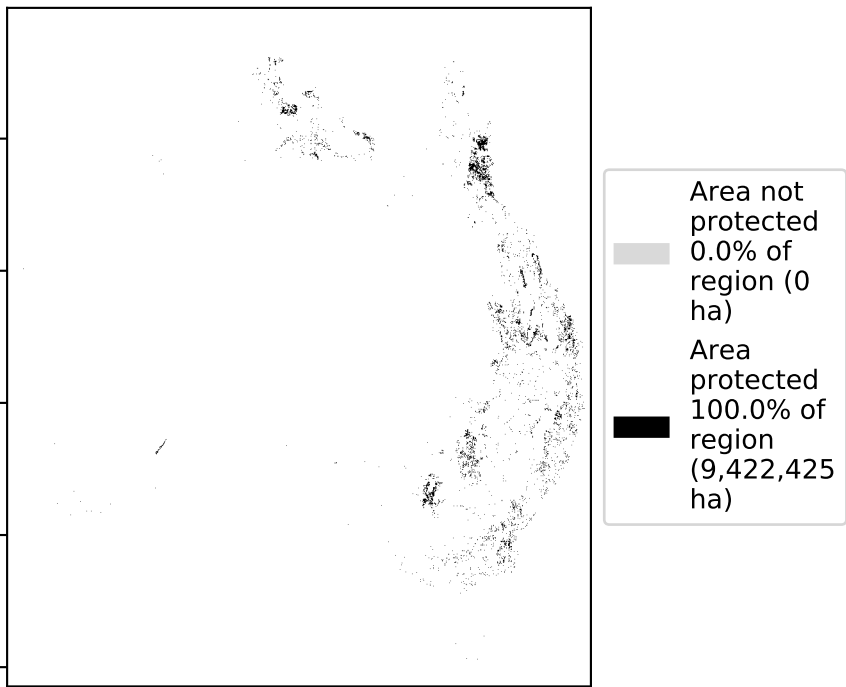 Area not
protected
0.0% of
region (0
ha)
Area
protected
100.0% of
region
(9,422,425
ha)